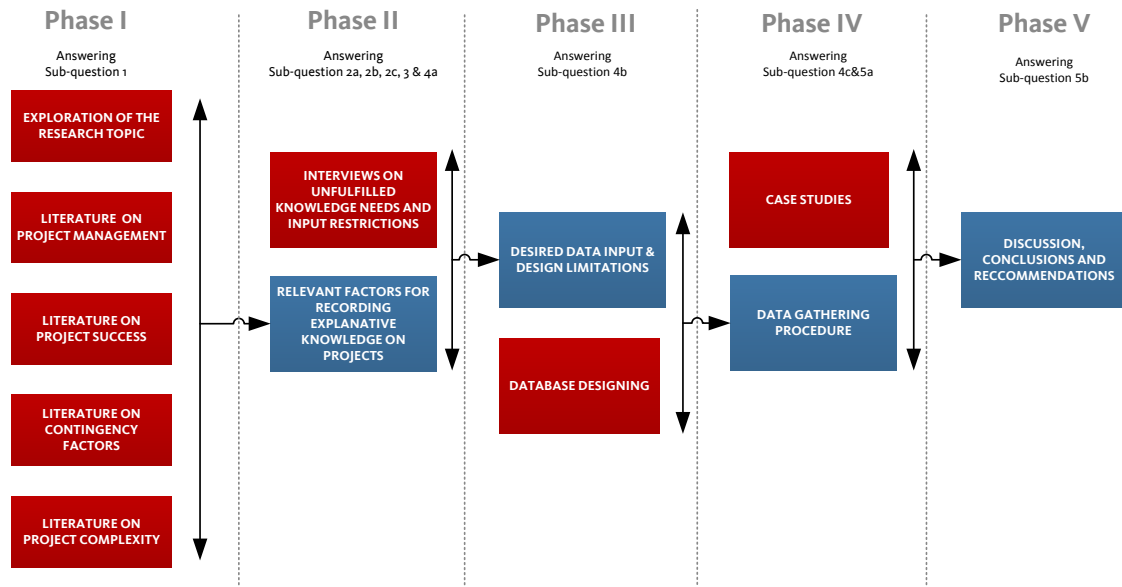 Phase I
Answering
Sub-question 1
EXPLORATION OF THE
RESEARCH TOPIC
LITERATURE ON
PROJECT MANAGEMENT
LITERATURE ON
PROJECT SUCCESS
LITERATURE ON
CONTINGENCY
FACTORS
LITERATURE ON
PROJECT COMPLEXITY
Phase II
Answering
Sub-question 2a, 2b, 2c, 3 & 4a
INTERVIEWS ON
UNFULFILLED
KNOWLEDGE NEEDS AND
INPUT RESTRICTIONS
RELEVANT FACTORS FOR
RECORDING
EXPLANATIVE
KNOWLEDGE ON
PROJECTS
Phase III
Answering
Sub-question 4b
DESIRED DATA INPUT &
DESIGN LIMITATIONS
DATABASE DESIGNING
Phase IV
Answering
Sub-question 4c&5a
CASE STUDIES
DATA GATHERING
PROCEDURE
Phase V
Answering
Sub-question 5b
DISCUSSION,
CONCLUSIONS AND
RECCOMMENDATIONS